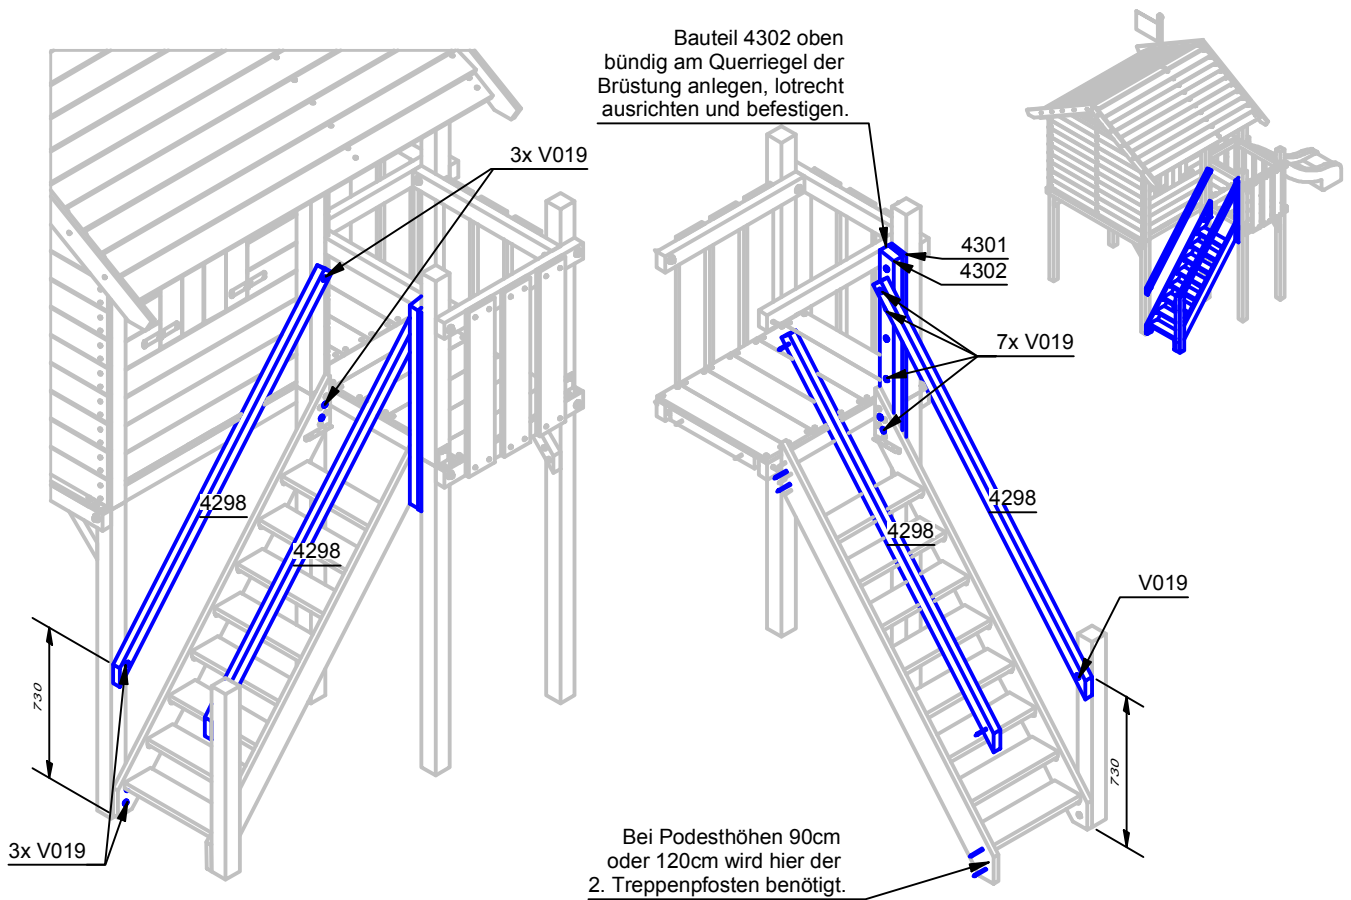 Bauteil 4302 oben
bündig am Querriegel der
Brüstung anlegen, lotrecht
ausrichten und befestigen.
3x V019
4301
4302
7x V019
4298
4298
4298
4298
V019
730
730
3x V019
Bei Podesthöhen 90cm
oder 120cm wird hier der
2. Treppenpfosten benötigt.